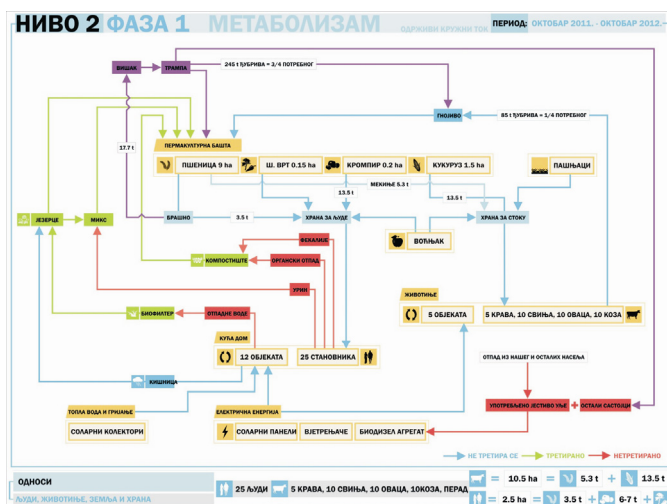 НИВО 2 ФАЗА 1 МЕТАБОЛИЗАМ
ОДРЖИВИ КРУЖНИ ТОК
ПЕРИОД: ОКТОБАР 2011. - ОКТОБАР 2012.
ВИШАК
ТРАМПА
245 t ЂУБРИВА = 3/4 ПОТРЕБНОГ
ГНОЈИВО
85 t ЂУБРИВА = 1/4 ПОТРЕБНОГ
17.7 t
ПЕРМАКУЛТУРНА БАШТА
ПШЕНИЦА 9 ha
Ш. ВРТ 0.15 ha
КРОМПИР 0.2 ha
КУКУРУЗ 1.5 ha
ПАШЊАЦИ
МЕКИЊЕ 5.3 t
13.5 t
13.5 t
ЈЕЗЕРЦЕ
МИКС
БРАШНО
3.5 t
ХРАНА ЗА ЉУДЕ
ХРАНА ЗА СТОКУ
ВОЋЊАК
ФЕКАЛИЈЕ
КОМПОСТИШТЕ
ОРГАНСКИ ОТПАД
УРИН
ЖИВОТИЊЕ
БИОФИЛТЕР
ОТПАДНЕ ВОДЕ
5 ОБЈЕКАТА
5 КРАВА, 10 СВИЊА, 10 ОВАЦА, 10 КОЗА
КУЋА ДОМ
12 ОБЈЕКАТА
25 СТАНОВНИКА
ОТПАД ИЗ НАШЕГ И ОСТАЛИХ НАСЕЉА
КИШНИЦА
УПОТРЕБЉЕНО ЈЕСТИВО УЉЕ + ОСТАЛИ САСТОЈЦИ
ТОПЛА ВОДА И ГРИЈАЊЕ
ЕЛЕКТРИЧНА ЕНЕРГИЈА
СОЛАРНИ КОЛЕКТОРИ
СОЛАРНИ ПАНЕЛИ
ВЈЕТРЕЊАЧЕ
БИОДИЗЕЛ АГРЕГАТ
НЕ ТРЕТИРА СЕ
ТРЕТИРАНО
НЕТРЕТИРАНО
ОДНОСИ
ЉУДИ, ЖИВОТИЊЕ, ЗЕМЉА И ХРАНА
25 ЉУДИ
5 КРАВА, 10 СВИЊА, 10 ОВАЦА, 10КОЗА, ПЕРАД
= 10.5 ha = 5.3 t + 13.5 t
= 2.5 ha = 3.5 t + 6-7 t +